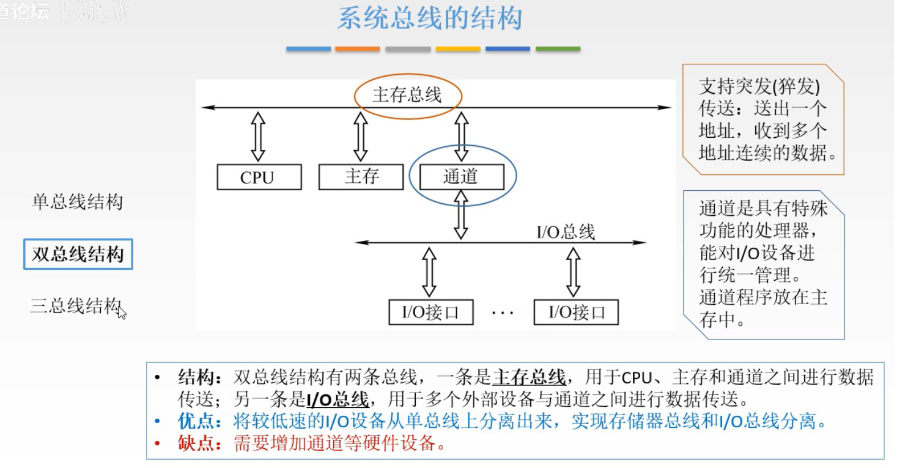 道论坛
系统总线的结构
单总线结构
双总线结构
三总线结构
主存总线
CPU
主存
通道
I/O总线
I/O接口
...
I/O接口
支持突发(猝发)
传送：送出一个
地址，收到多个
地址连续的数据。
通道是具有特殊
功能的处理器，
能对I/O设备进
行统一管理。
通道程序放在主
存中。
• 结构：双总线结构有两条总线，一条是主存总线，用于CPU、主存和通道之间进行数据
传送；另一条是I/O总线，用于多个外部设备与通道之间进行数据传送。
• 优点：将较低速的I/O设备从单总线上分离出来，实现存储器总线和I/O总线分离。
• 缺点：需要增加通道等硬件设备。